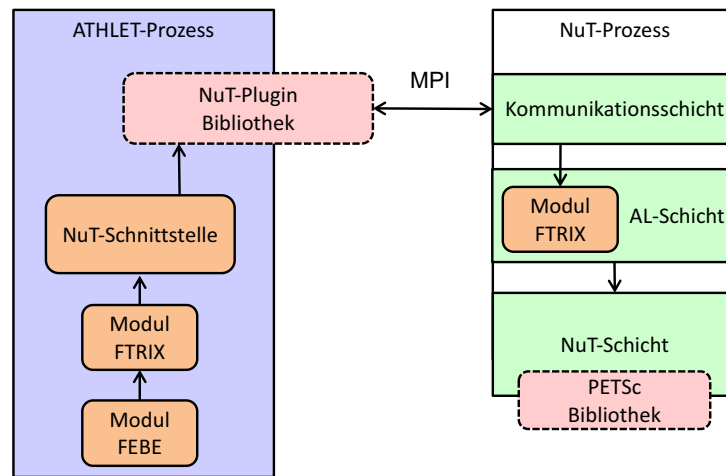 ATHLET-Prozess
NuT-Plugin
Bibliothek
NuT-Schnittstelle
Modul
FTRIX
Modul
FEBE
MPI
NuT-Prozess
Kommunikationsschicht
Modul
FTRIX
AL-Schicht
NuT-Schicht
PETSc
Bibliothek